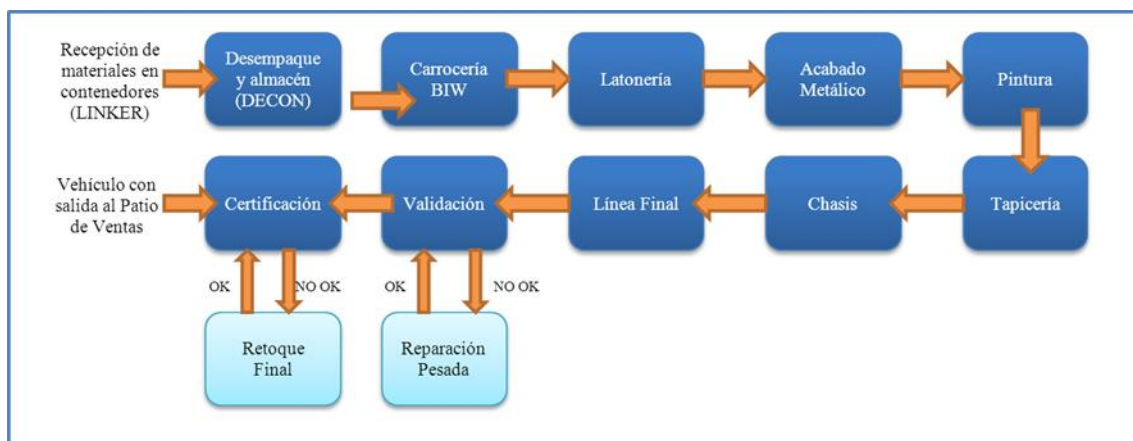 Recepción de
materiales en
contenedores
(LINKER)
Desempaque
y almacén
(DECON)
Carrocería
BIW
Latonería
Acabado
Metálico
Pintura
Vehículo con
salida al Patio
de Ventas
Certificación
Validación
Línea Final
Chasis
Tapicería
OK
NO OK
OK
NO OK
Retoque
Final
Reparación
Pesada